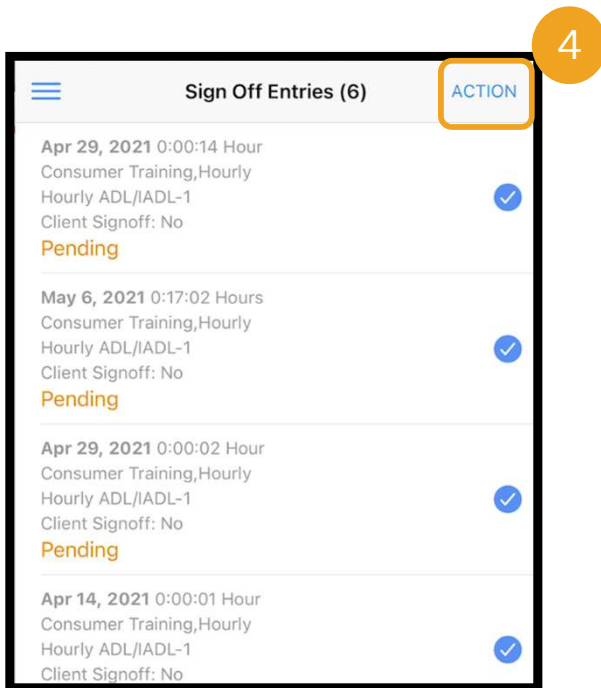 4
Sign Off Entries (6)
ACTION
Apr 29, 2021 0:00:14 Hour
Consumer Training,Hourly
Hourly ADL/IADL-1
Client Signoff: No
Pending
May 6, 2021 0:17:02 Hours
Consumer Training,Hourly
Hourly ADL/IADL-1
Client Signoff: No
Pending
Apr 29, 2021 0:00:02 Hour
Consumer Training,Hourly
Hourly ADL/IADL-1
Client Signoff: No
Pending
Apr 14, 2021 0:00:01 Hour
Consumer Training,Hourly
Hourly ADL/IADL-1
Client Signoff: No